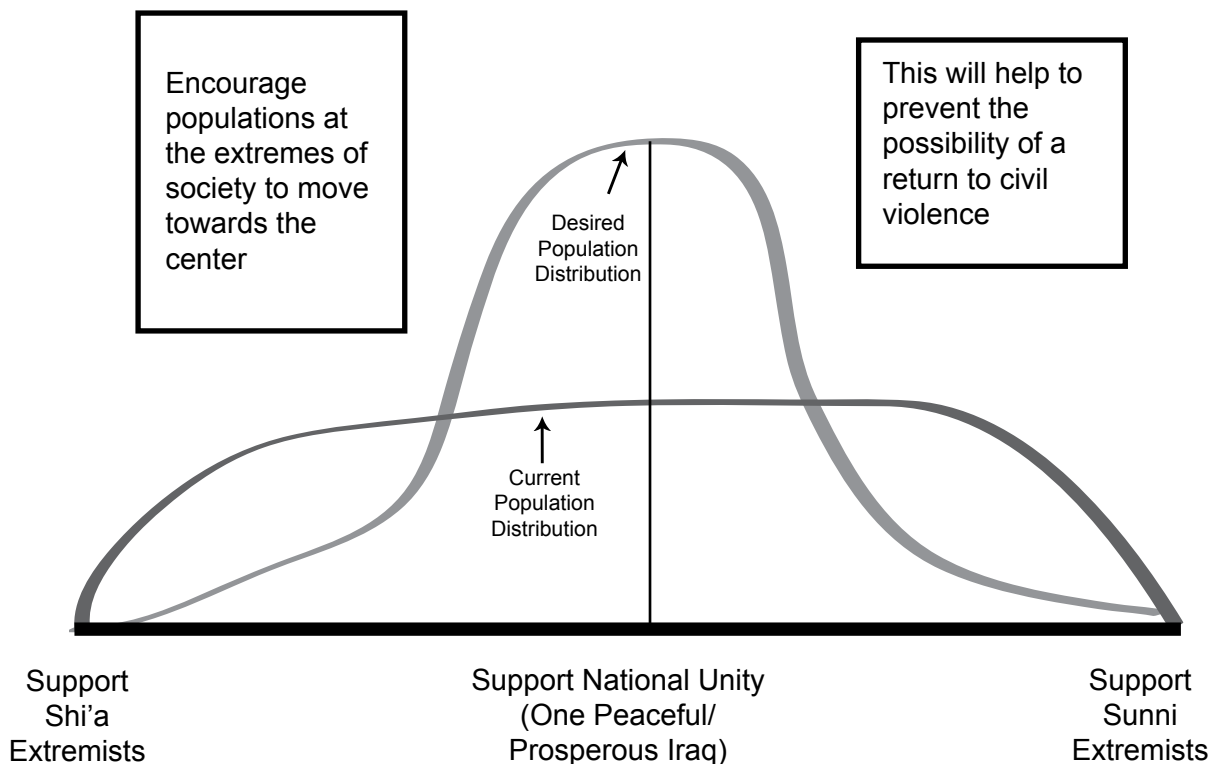 Encourage
populations at
the extremes of
society to move
towards the
center
This will help to
prevent the
possibility of a
return to civil
violence
Desired
Population
Distribution
Current
Population
Distribution
Support
Shi’a
Extremists
Support National Unity
(One Peaceful/
Prosperous Iraq)
Support
Sunni
Extremists